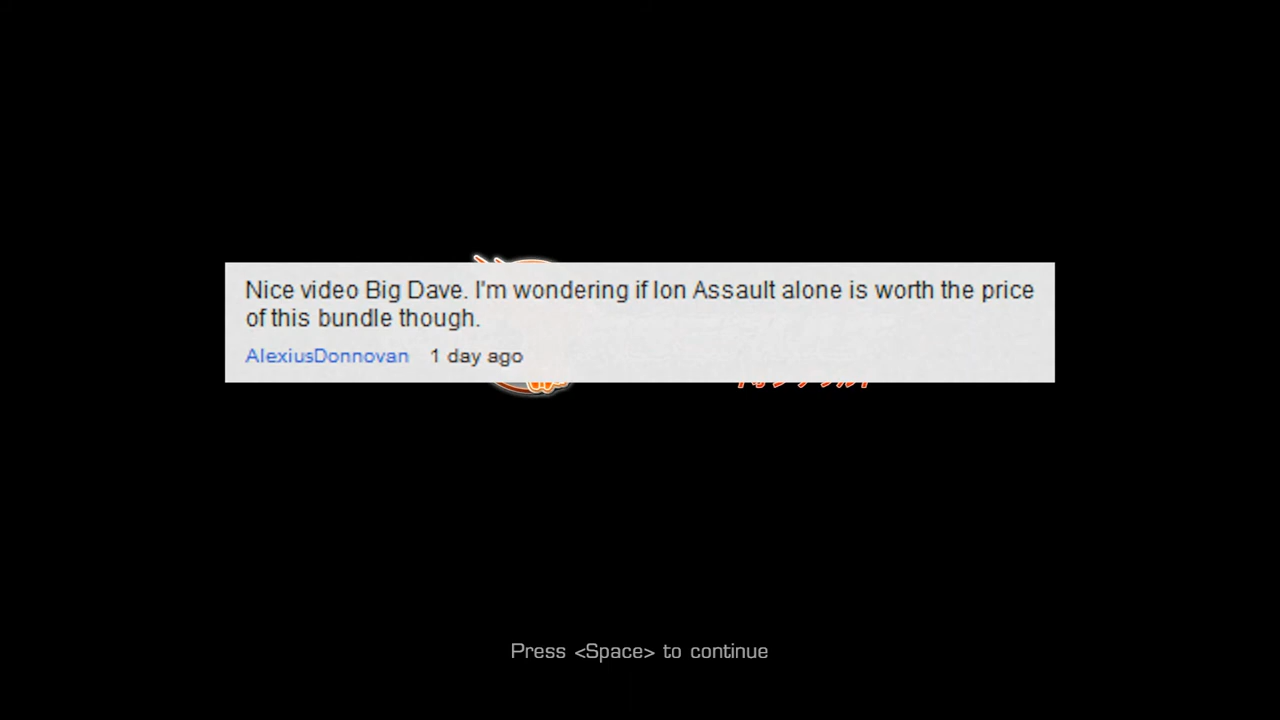 Nice video Big Dave. I'm wondering if Ion Assault alone is worth the price
of this bundle though.
AlexiusDonnovan 1 day ago
Press <Space> to continue